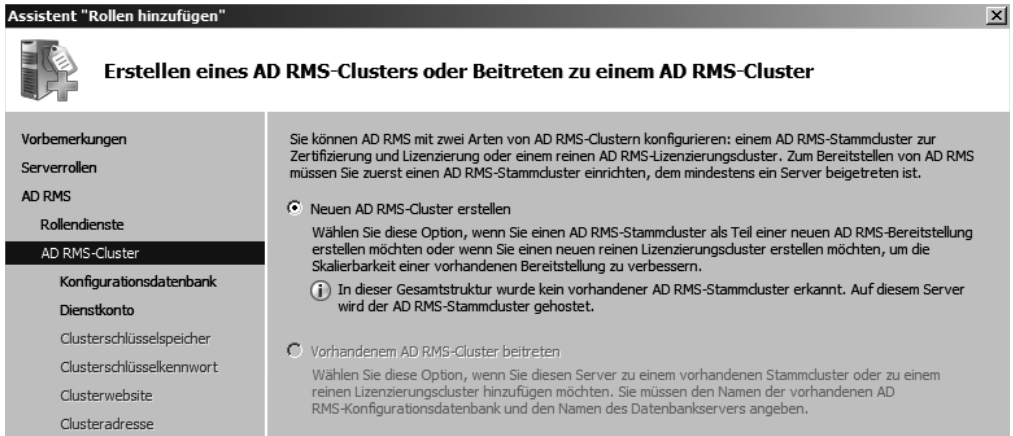 Assistent "Rollen hinzufügen"
Erstellen eines AD RMS-Clusters oder Beitreten zu einem AD RMS-Cluster
Vorbemerkungen
Serverrollen
AD RMS
Rollendienste
AD RMS-Cluster
Konfigurationsdatenbank
Dienstkonto
Clusterschlüsselspeicher
Clusterschlüsselkennwort
Clusterwebsite
Clusteradresse
Sie können AD RMS mit zwei Arten von AD RMS-Clustern konfigurieren: einem AD RMS-Stammcluster zur
Zertifizierung und Lizenzierung oder einem reinen AD RMS-Lizenzierungscluster. Zum Bereitstellen von AD RMS
müssen Sie zuerst einen AD RMS-Stammcluster einrichten, dem mindestens ein Server beigetreten ist.
Neuen AD RMS-Cluster erstellen
Wählen Sie diese Option, wenn Sie einen AD RMS-Stammcluster als Teil einer neuen AD RMS-Bereitstellung
erstellen möchten oder wenn Sie einen neuen reinen Lizenzierungscluster erstellen möchten, um die
Skalierbarkeit einer vorhandenen Bereitstellung zu verbessern.
In dieser Gesamtstruktur wurde kein vorhandener AD RMS-Stammcluster erkannt. Auf diesem Server
wird der AD RMS-Stammcluster gehostet.
Vorhandenem AD RMS-Cluster beitreten
Wählen Sie diese Option, wenn Sie diesen Server zu einem vorhandenen Stammcluster oder zu einem
reinen Lizenzierungscluster hinzufügen möchten. Sie müssen den Namen der vorhandenen AD
RMS-Konfigurationsdatenbank und den Namen des Datenbankservers angeben.